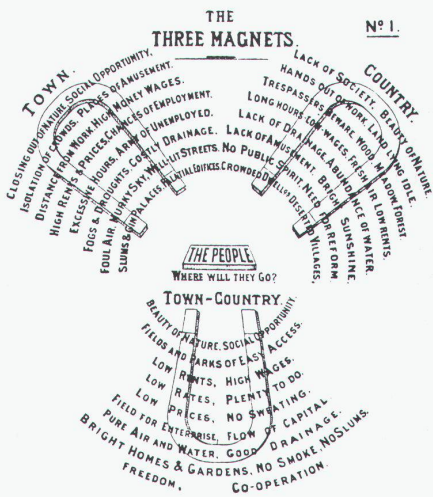 THE
THREE MAGNETS.
Nº 1.
TOWN.
CLOSING OUT OF NATURE. SOCIAL OPPORTUNITY.
ISOLATION OF CROWDS. PLACES OF AMUSEMENT.
DISTANCE FROM WORK. HIGH MONEY WAGES.
HIGH RENTS & PRICES. CHANCES OF EMPLOYMENT.
EXCESSIVE HOURS. ARMY OF UNEMPLOYED.
FOGS & DROUGHTS. COSTLY DRAINAGE.
FOUL AIR. MURKY SKY. WELL-LIT STREETS.
SLUMS & GIN PALACES. PALATIAL EDIFICES.
COUNTRY.
LACK OF SOCIETY. BEAUTY OF NATURE.
HANDS OUT OF WORK. LAND LYING IDLE.
TRESPASSERS BEWARE. WOOD, MEADOW, FOREST.
LONG HOURS. LOW WAGES. FRESH AIR. LOW RENTS.
LACK OF DRAINAGE. ABUNDANCE OF WATER.
LACK OF AMUSEMENT. BRIGHT SUNSHINE.
NO PUBLIC SPIRIT. NEED FOR REFORM.
CROWDED DWELLGS DESERTED VILLAGES.
THE PEOPLE
WHERE WILL THEY GO?
TOWN-COUNTRY.
BEAUTY OF NATURE. SOCIAL OPPORTUNITY.
FIELDS AND PARKS OF EASY ACCESS.
LOW RENTS, HIGH WAGES.
LOW RATES, PLENTY TO DO.
LOW PRICES, NO SWEATING.
FIELD FOR ENTERPRISE, FLOW OF CAPITAL.
PURE AIR AND WATER, GOOD DRAINAGE.
BRIGHT HOMES & GARDENS, NO SMOKE, NO SLUMS.
FREEDOM, CO-OPERATION.